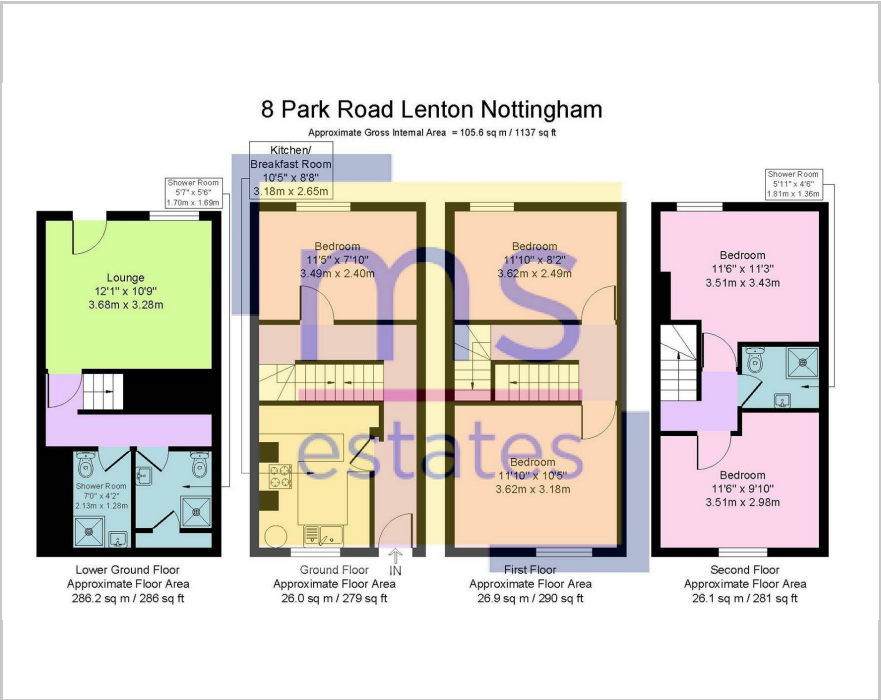 8 Park Road Lenton Nottingham
Approximate Gross Internal Area = 105.6 sq m / 1137 sq ft
Shower Room
5'7" x 5'6"
1.70m x 1.69m
Lounge
12'1" x 10'9"
3.68m x 3.28m
Shower Room
7'0" x 4'2"
2.13m x 1.28m
Lower Ground Floor
Approximate Floor Area
286.2 sq m / 286 sq ft
Kitchen/
Breakfast Room
10'5" x 8'8"
3.18m x 2.65m
Bedroom
11'5" x 7'10"
3.49m x 2.40m
IN
Ground Floor
Approximate Floor Area
26.0 sq m / 279 sq ft
Bedroom
11'10" x 8'2"
3.62m x 2.49m
Bedroom
11'10" x 10'5"
3.62m x 3.18m
First Floor
Approximate Floor Area
26.9 sq m / 290 sq ft
Shower Room
5'11" x 4'6"
1.81m x 1.36m
Bedroom
11'6" x 11'3"
3.51m x 3.43m
Bedroom
11'6" x 9'10"
3.51m x 2.98m
Second Floor
Approximate Floor Area
26.1 sq m / 281 sq ft
ms
estates